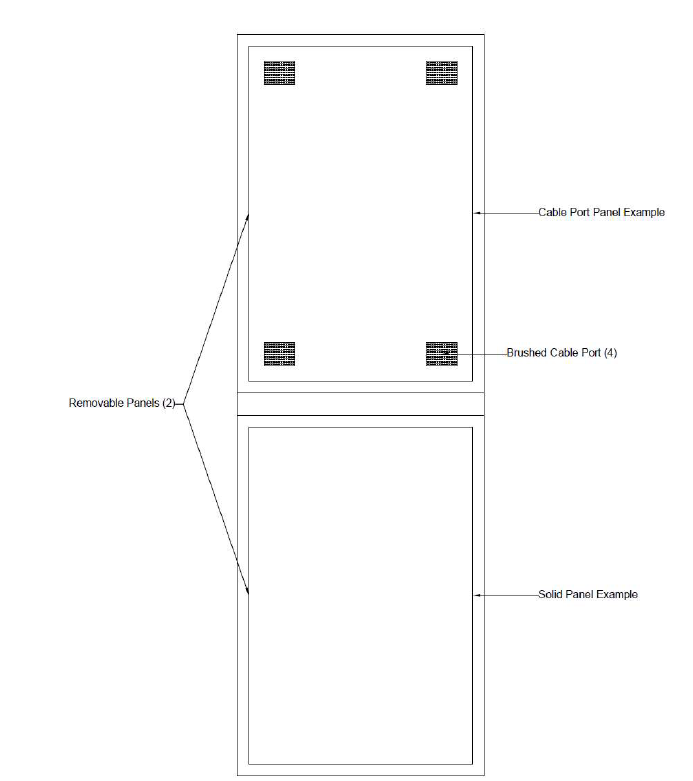 Cable Port Panel Example
Brushed Cable Port (4)
Removable Panels (2)
Solid Panel Example